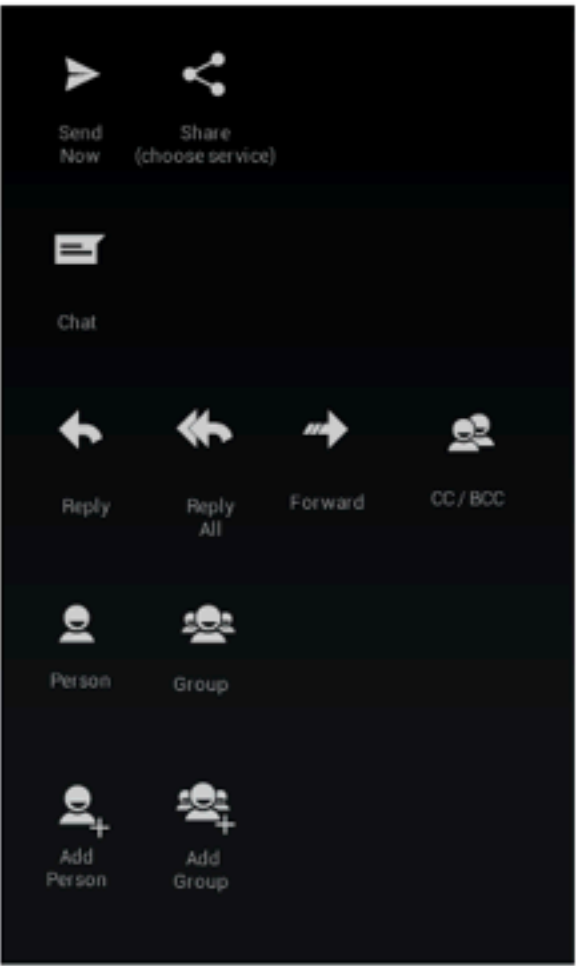 Send
Now
Share
(choose service)
Chat
Reply
Reply
All
Forward
CC / BCC
Person
Group
Add
Person
Add
Group